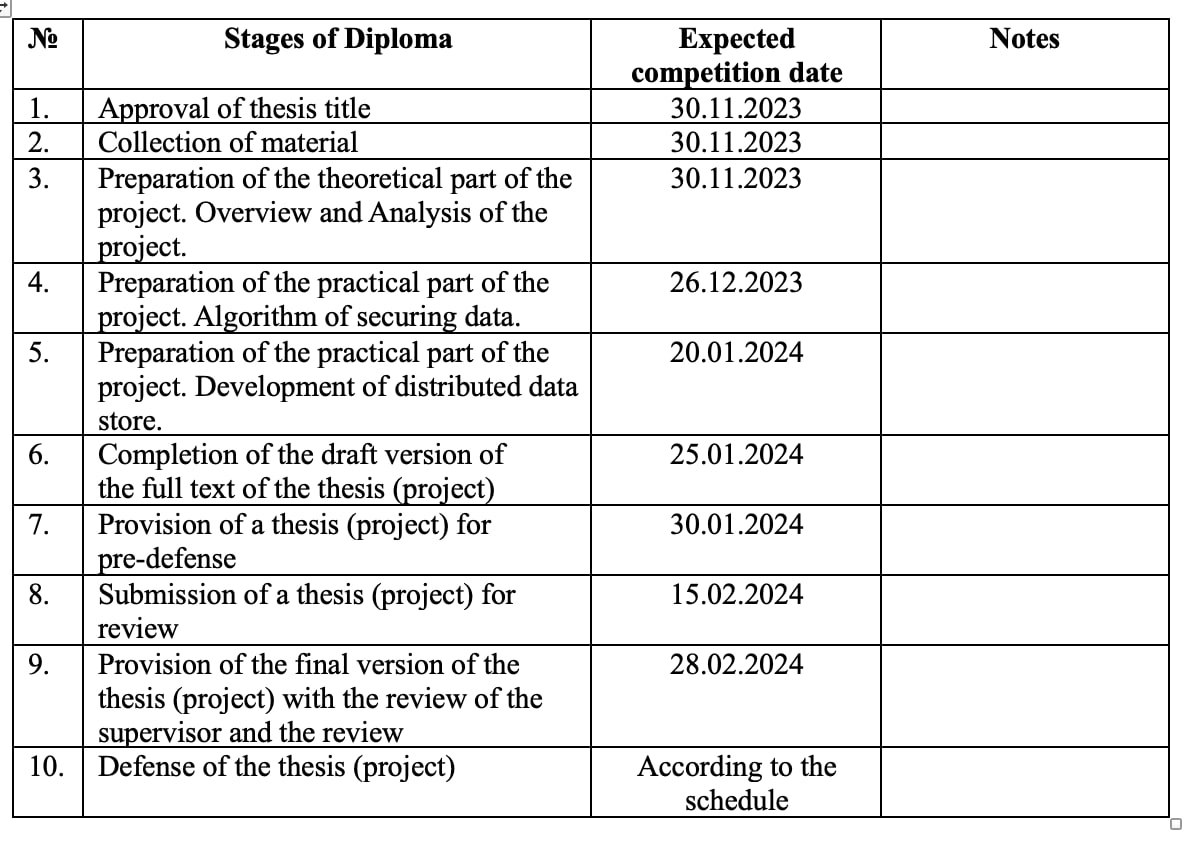 № Stages of Diploma Expected Notes
competition date
1. Approval of thesis title 30.11.2023
2. Collection of material 30.11.2023
3. Preparation of the theoretical part of the 30.11.2023
project. Overview and Analysis of the
project.
4. Preparation of the practical part of the 26.12.2023
project. Algorithm of securing data.
5. Preparation of the practical part of the 20.01.2024
project. Development of distributed data
store.
6. Completion of the draft version of 25.01.2024
the full text of the thesis (project)
7. Provision of a thesis (project) for 30.01.2024
pre-defense
8. Submission of a thesis (project) for 15.02.2024
review
9. Provision of the final version of the 28.02.2024
thesis (project) with the review of the
supervisor and the review
10. Defense of the thesis (project) According to the
schedule